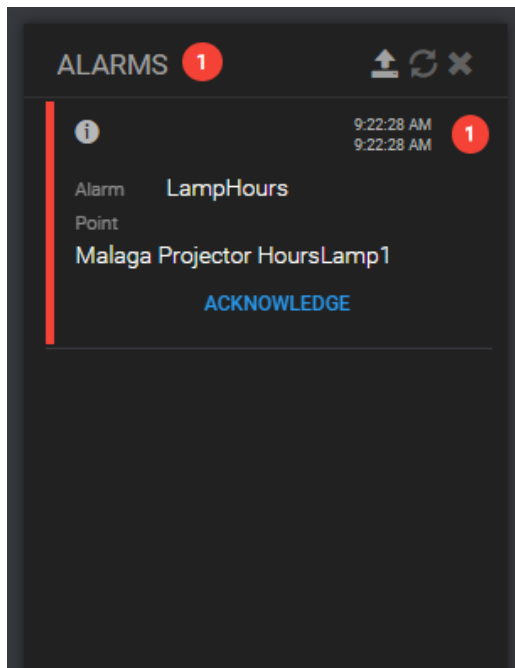 ALARMS 1
9:22:28 AM
9:22:28 AM
1
Alarm LampHours
Point
Malaga Projector HoursLamp1
ACKNOWLEDGE